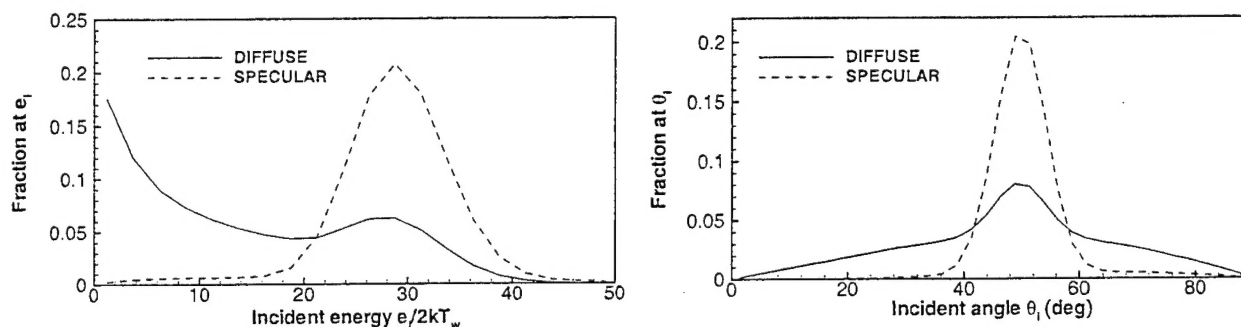 0.25
0.2
0.15
0.1
0.05
0
Fraction at e_i
DIFFUSE
SPECULAR
0 10 20 30 40 50
Incident energy e/2kT_w
0.2
0.15
0.1
0.05
0
Fraction at θ_i
DIFFUSE
SPECULAR
0 20 40 60 80
Incident angle θ_i (deg)